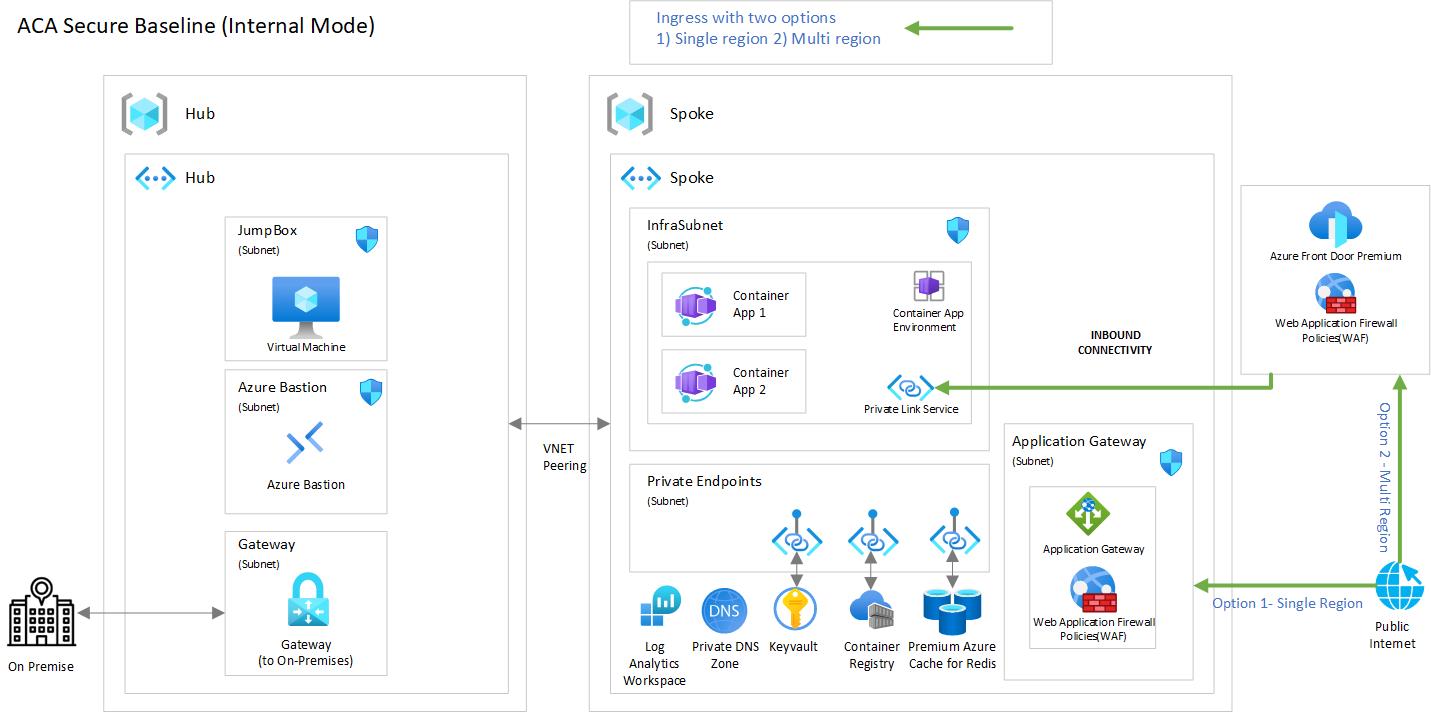 ACA Secure Baseline (Internal Mode)
Ingress with two options
1) Single region 2) Multi region
Hub
Hub
JumpBox
(Subnet)
Virtual Machine
Azure Bastion
(Subnet)
Azure Bastion
Gateway
(Subnet)
Gateway
(to On-Premises)
On Premise
VNET
Peering
Spoke
Spoke
InfraSubnet
(Subnet)
Container
App 1
Container
App 2
Container App
Environment
Private Link Service
INBOUND
CONNECTIVITY
Private Endpoints
(Subnet)
Log
Analytics
Workspace
DNS
Private DNS
Zone
Keyvault
Container
Registry
Premium Azure
Cache for Redis
Application Gateway
(Subnet)
Application Gateway
Web Application Firewall
Policies(WAF)
Azure Front Door Premium
Web Application Firewall
Policies(WAF)
Option 2 - Multi Region
Option 1- Single Region
Public
Internet